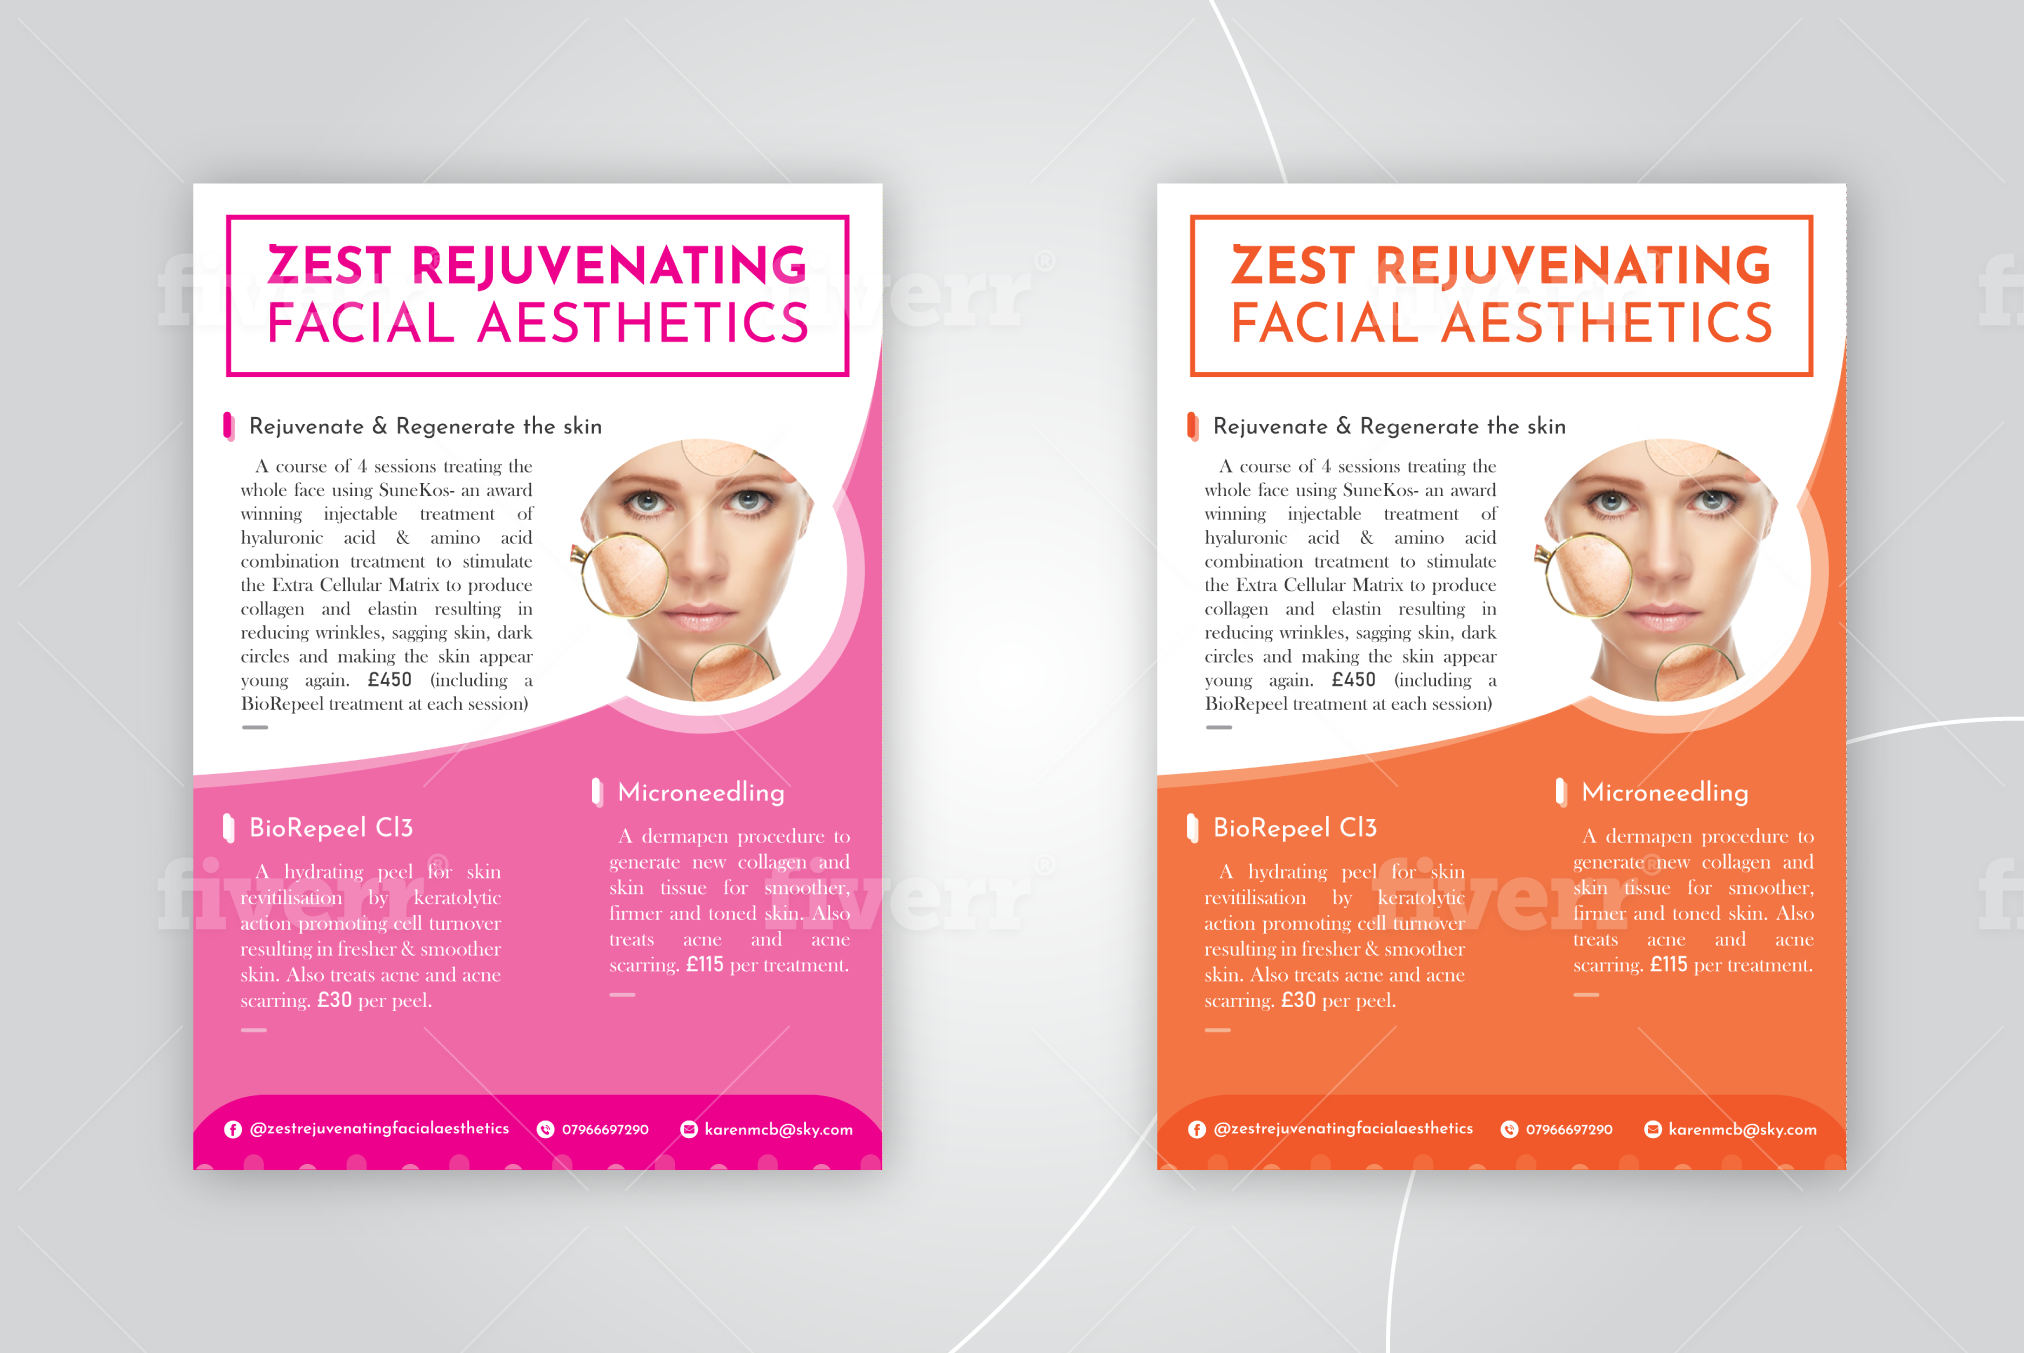 ZEST REJUVENATING
FACIAL AESTHETICS
Rejuvenate & Regenerate the skin
A course of 4 sessions treating the
whole face using SuneKos- an award
winning injectable treatment of
hyaluronic acid & amino acid
combination treatment to stimulate
the Extra Cellular Matrix to produce
collagen and elastin resulting in
reducing wrinkles, sagging skin, dark
circles and making the skin appear
young again. £450 (including a
BioRepeel treatment at each session)
BioRepeel Cl3
A hydrating peel for skin
revitilisation by keratolytic
action promoting cell turnover
resulting in fresher & smoother
skin. Also treats acne and acne
scarring. £30 per peel.
Microneedling
A dermapen procedure to
generate new collagen and
skin tissue for smoother,
firmer and toned skin. Also
treats acne and acne
scarring. £115 per treatment.
@zestrejuvenatingfacialaesthetics 07966697290 karenmcb@sky.com
ZEST REJUVENATING
FACIAL AESTHETICS
Rejuvenate & Regenerate the skin
A course of 4 sessions treating the
whole face using SuneKos- an award
winning injectable treatment of
hyaluronic acid & amino acid
combination treatment to stimulate
the Extra Cellular Matrix to produce
collagen and elastin resulting in
reducing wrinkles, sagging skin, dark
circles and making the skin appear
young again. £450 (including a
BioRepeel treatment at each session)
BioRepeel Cl3
A hydrating peel for skin
revitilisation by keratolytic
action promoting cell turnover
resulting in fresher & smoother
skin. Also treats acne and acne
scarring. £30 per peel.
Microneedling
A dermapen procedure to
generate new collagen and
skin tissue for smoother,
firmer and toned skin. Also
treats acne and acne
scarring. £115 per treatment.
@zestrejuvenatingfacialaesthetics 07966697290 karenmcb@sky.com
fiverr® fiverr® fiverr® fi
fiverr® fiverr® fiverr® fi